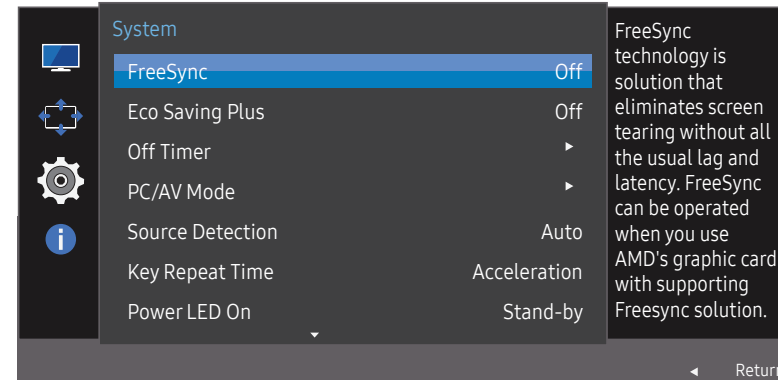 System
FreeSync Off
Eco Saving Plus Off
Off Timer
PC/AV Mode
Source Detection Auto
Key Repeat Time Acceleration
Power LED On Stand-by
FreeSync
technology is
solution that
eliminates screen
tearing without all
the usual lag and
latency. FreeSync
can be operated
when you use
AMD's graphic card
with supporting
Freesync solution.
Return